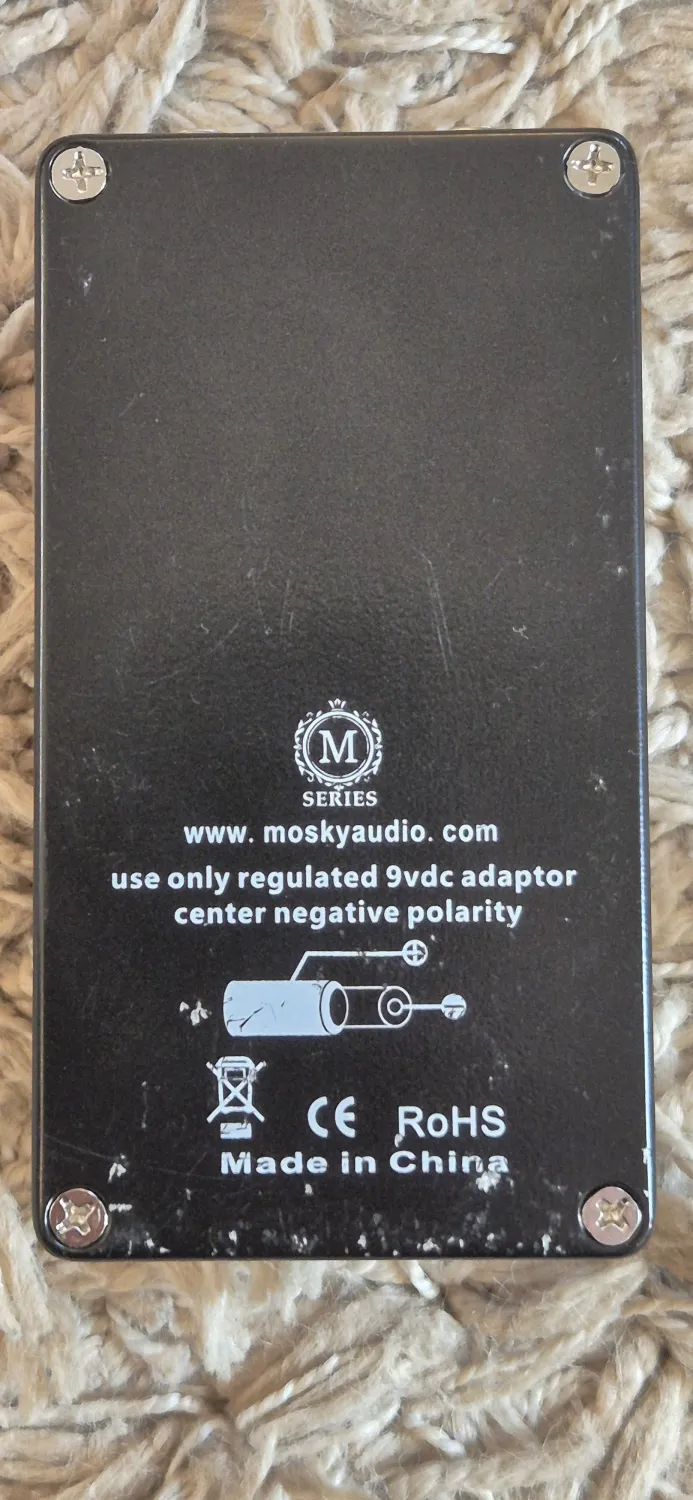 M
SERIES
www. moskyaudio. com
use only regulated 9vdc adaptor
center negative polarity
CE RoHS
Made in China